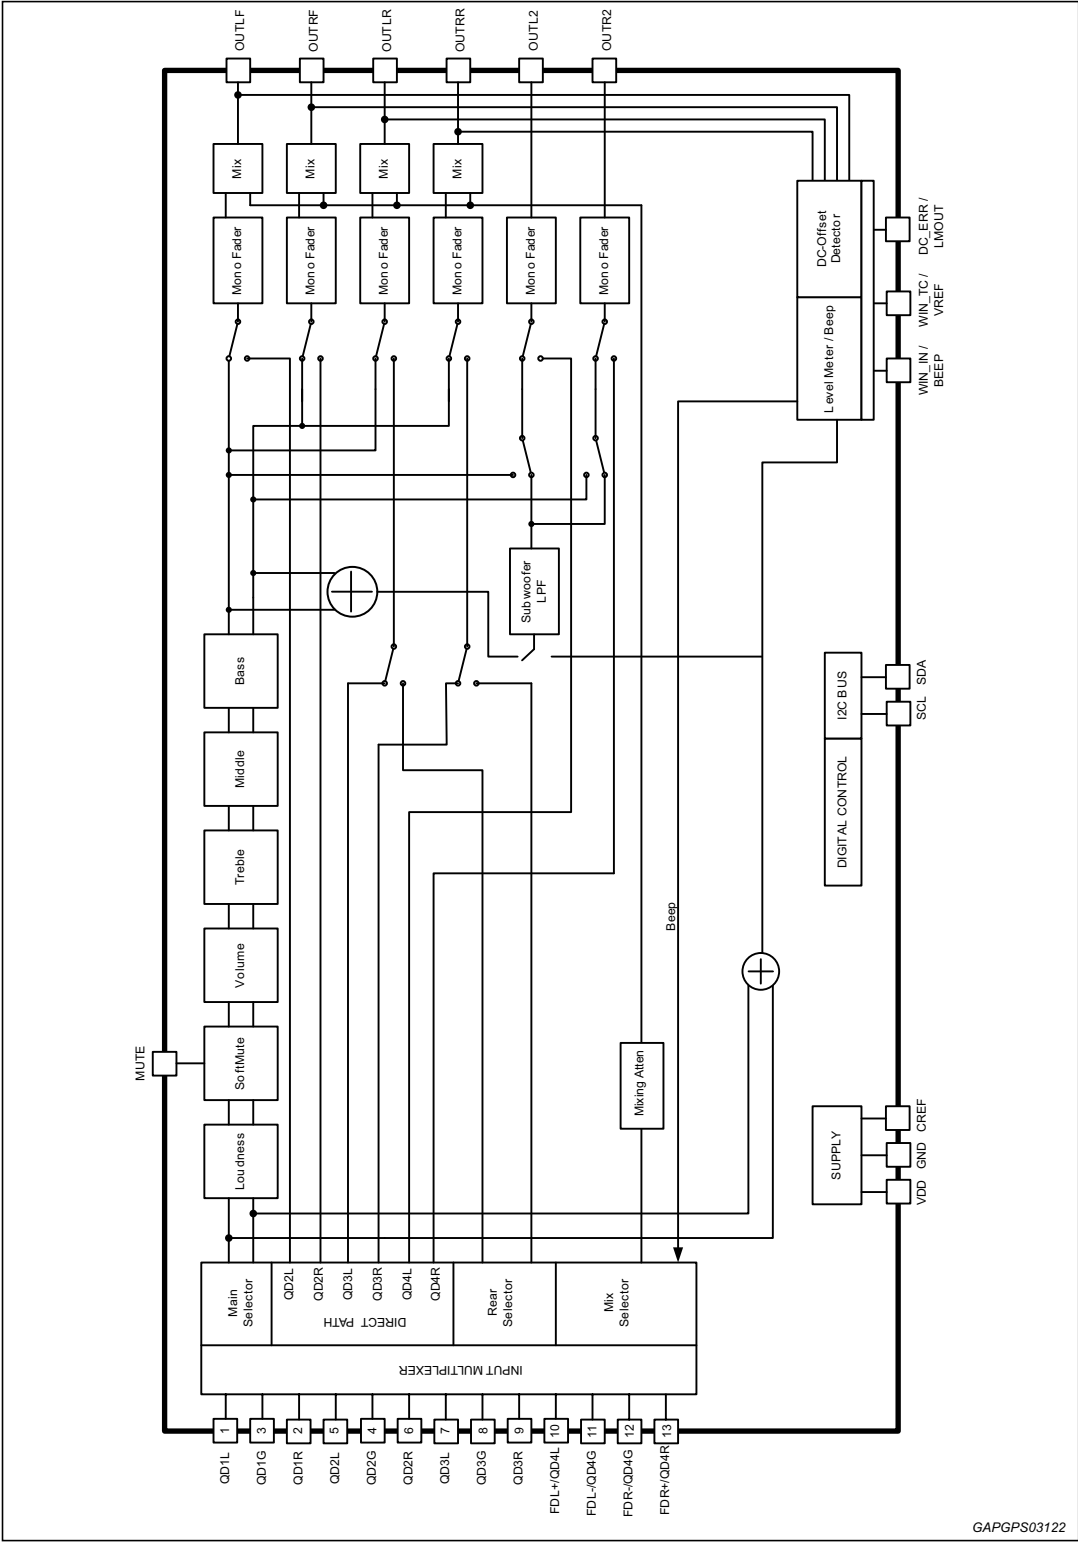 OUTLF
OUTRF
OUTLR
OUTRR
OUTL2
OUTR2
Mix
Mix
Mix
Mix
Mono Fader
Mono Fader
Mono Fader
Mono Fader
Mono Fader
Mono Fader
DC-Offset
Detector
Level Meter / Beep
DC_ERR /
LMOUT
WIN_TC /
VREF
WIN_IN /
BEEP
Subwoofer
LPF
Bass
Middle
Treble
Volume
SoftMute
Loudness
MUTE
I2C BUS
DIGITAL CONTROL
SDA
SCL
Beep
Mixing Atten
SUPPLY
CREF
GND
VDD
Main
Selector
QD2L
QD2R
QD3L
QD3R
QD4L
QD4R
DIRECT PATH
Rear
Selector
Mix
Selector
INPUT MULTIPLEXER
1
3
2
5
4
6
7
8
9
10
11
12
13
QD1L
QD1G
QD1R
QD2L
QD2G
QD2R
QD3L
QD3G
QD3R
FDL+/QD4L
FDL-/QD4G
FDR-/QD4G
FDR+/QD4R
GAPGPS03122